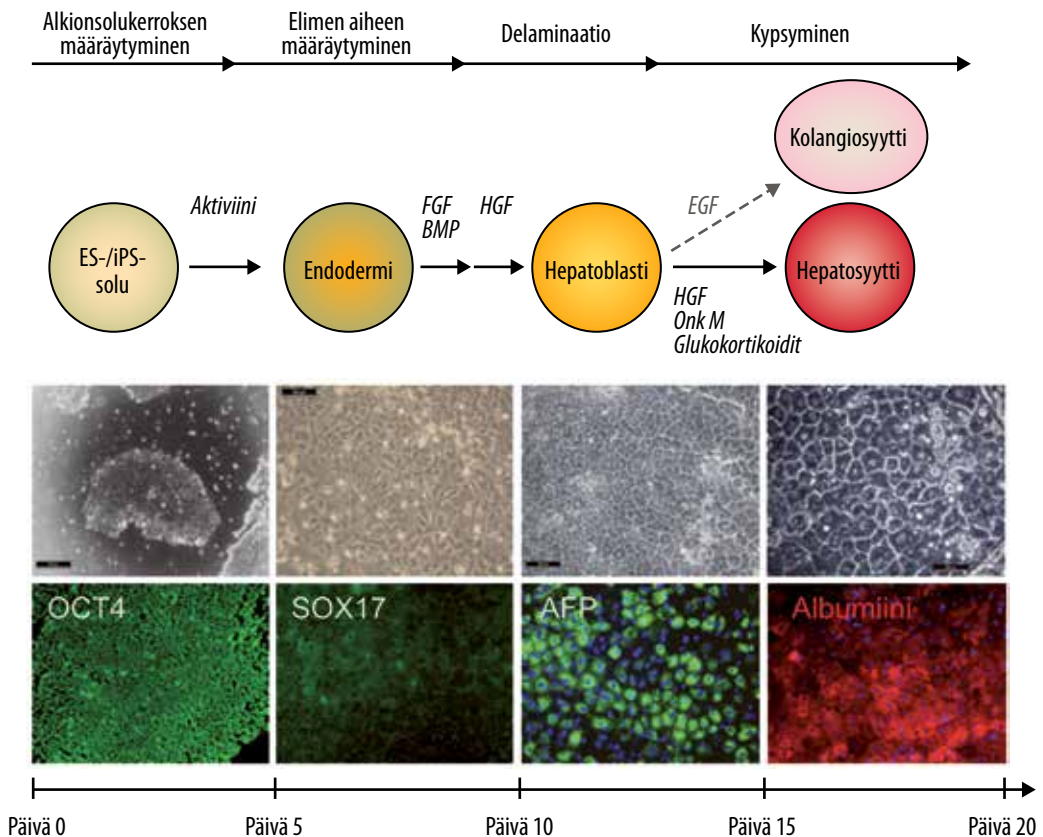 Alkionsolukerroksen
määräytyminen
Elimen aiheen
määräytyminen
Delaminaatio
Kypsyminen
Kolangiosyytti
Aktiviini
FGF
BMP
HGF
EGF
ES-/iPS-
solu
Endodermi
Hepatoblasti
Hepatosyytti
HGF
Onk M
Glukokortikoidit
OCT4
SOX17
AFP
Albumiini
Päivä 0
Päivä 5
Päivä 10
Päivä 15
Päivä 20